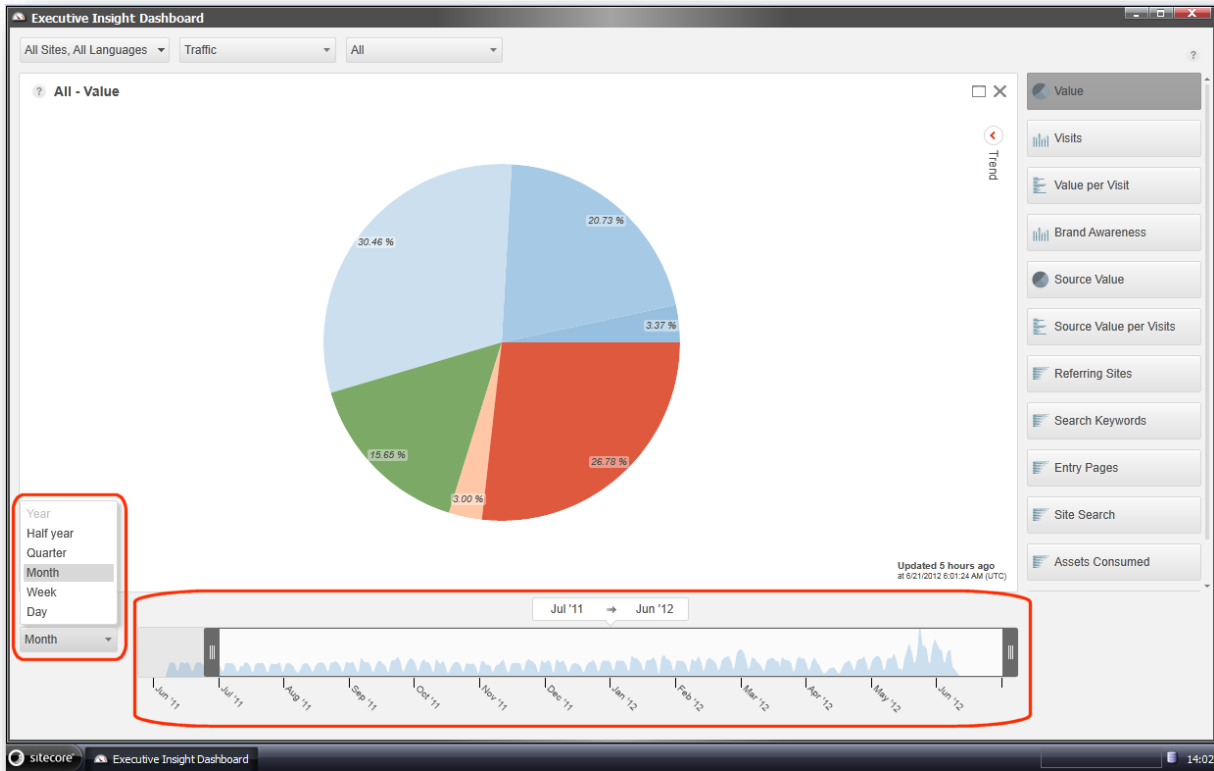 Executive Insight Dashboard
All Sites, All Languages
Traffic
All
?
? All - Value
Trend
20.73 %
30.46 %
3.37 %
15.65 %
26.78 %
3.00 %
Updated 5 hours ago
at 6/21/2012 6:01:24 AM (UTC)
Value
Visits
Value per Visit
Brand Awareness
Source Value
Source Value per Visits
Referring Sites
Search Keywords
Entry Pages
Site Search
Assets Consumed
Year
Half year
Quarter
Month
Week
Day
Month
Jul '11 → Jun '12
Jun '11
Jul '11
Aug '11
Sep '11
Oct '11
Nov '11
Dec '11
Jan '12
Feb '12
Mar '12
Apr '12
May '12
Jun '12
sitecore
Executive Insight Dashboard
14:02